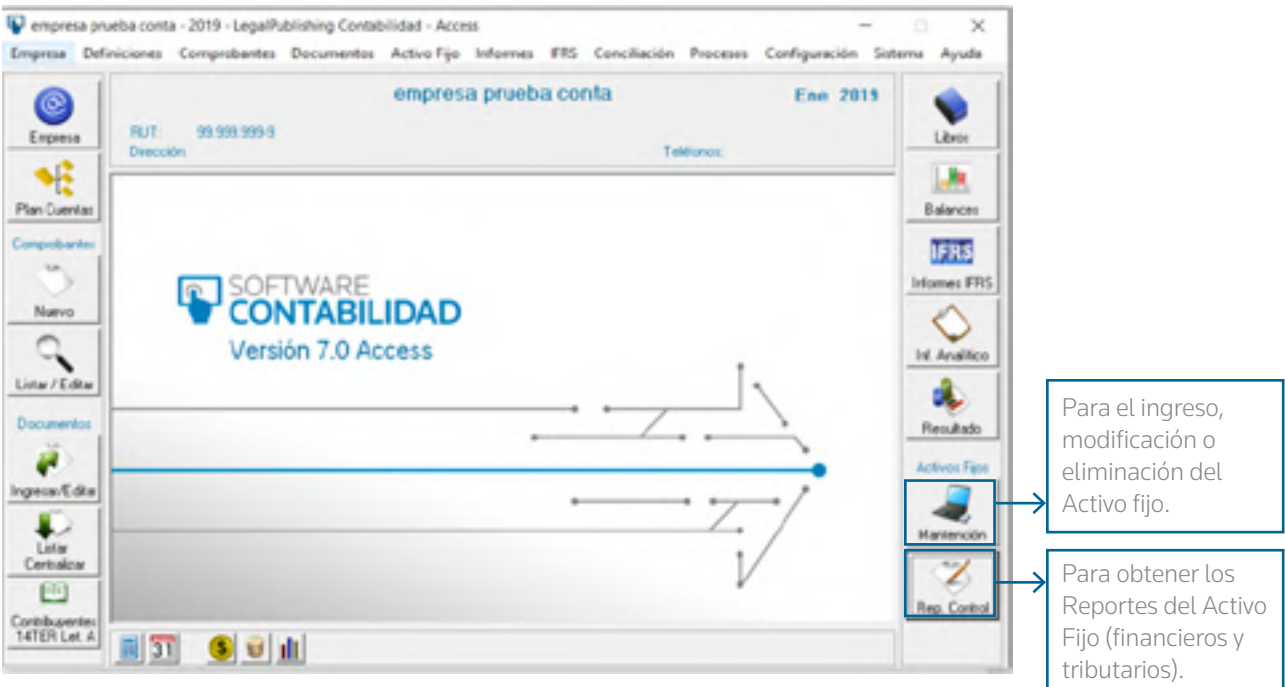 empresa prueba conta - 2019 - LegalPublishing Contabilidad - Access
Empresa Definiciones Comprobantes Documentos Activo Fijo Informes IFRS Conciliación Procesos Configuración Sistema Ayuda
empresa prueba conta
Ene 2019
RUT: 99.999.999-9
Dirección
Teléfonos:
Empresa
Plan Cuentas
Comprobantes
Nuevo
Listar / Editar
Documentos
Ingresar/Editar
Listar
Centralizar
Contribuyentes
14TER Let. A
SOFTWARE
CONTABILIDAD
Versión 7.0 Access
31
$
Libros
Balances
IFRS
Informes IFRS
Inf. Analítico
Resultado
Activos Fijos
Mantención
Rep. Control
Para el ingreso,
modificación o
eliminación del
Activo fijo.
Para obtener los
Reportes del Activo
Fijo (financieros y
tributarios).